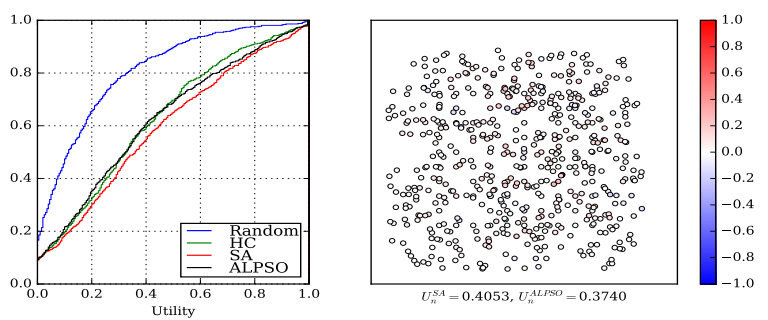 1.0
0.8
0.6
0.4
0.2
0.0
0.0 0.2 0.4 0.6 0.8 1.0
Utility
Random
HC
SA
ALPSO
U_n^{SA} = 0.4053, U_n^{ALPSO} = 0.3740
1.0
0.8
0.6
0.4
0.2
0.0
−0.2
−0.4
−0.6
−0.8
−1.0